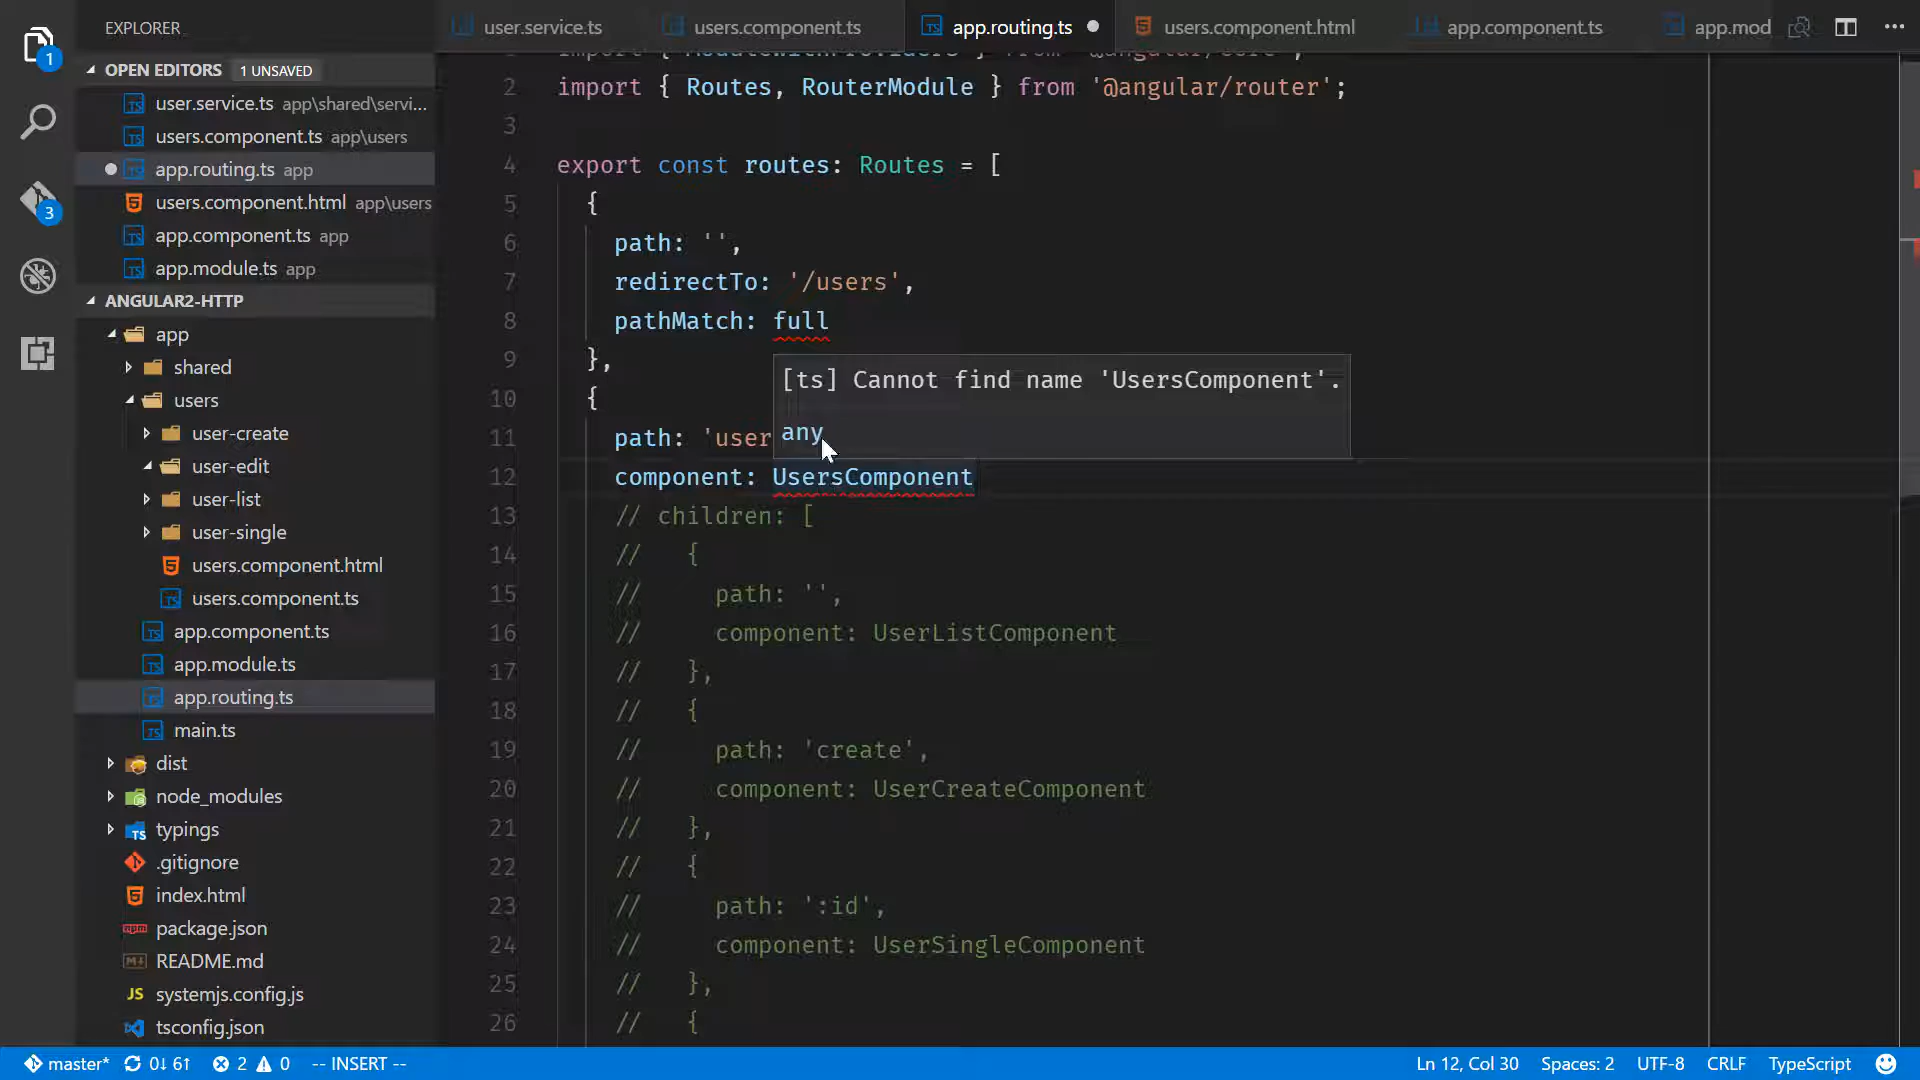 EXPLORER
user.service.ts
users.component.ts
app.routing.ts
users.component.html
app.component.ts
app.mod
1
OPEN EDITORS
1 UNSAVED
user.service.ts app\shared\servi...
users.component.ts app\users
app.routing.ts app
users.component.html app\users
app.component.ts app
app.module.ts app
3
ANGULAR2-HTTP
app
shared
users
user-create
user-edit
user-list
user-single
users.component.html
users.component.ts
app.component.ts
app.module.ts
app.routing.ts
main.ts
dist
node_modules
typings
.gitignore
index.html
package.json
README.md
systemjs.config.js
tsconfig.json
1 import { ModuleWithProviders } from '@angular/core';
2 import { Routes, RouterModule } from '@angular/router';
3
4 export const routes: Routes = [
5 {
6 path: '',
7 redirectTo: '/users',
8 pathMatch: full
9 },
10 {
[ts] Cannot find name 'UsersComponent'.
any
11 path: 'user
12 component: UsersComponent
13 // children: [
14 // {
15 // path: '',
16 // component: UserListComponent
17 // },
18 // {
19 // path: 'create',
20 // component: UserCreateComponent
21 // },
22 // {
23 // path: ':id',
24 // component: UserSingleComponent
25 // },
26 // {
master* 0↓ 6↑ 2 0 -- INSERT --
Ln 12, Col 30 Spaces: 2 UTF-8 CRLF TypeScript